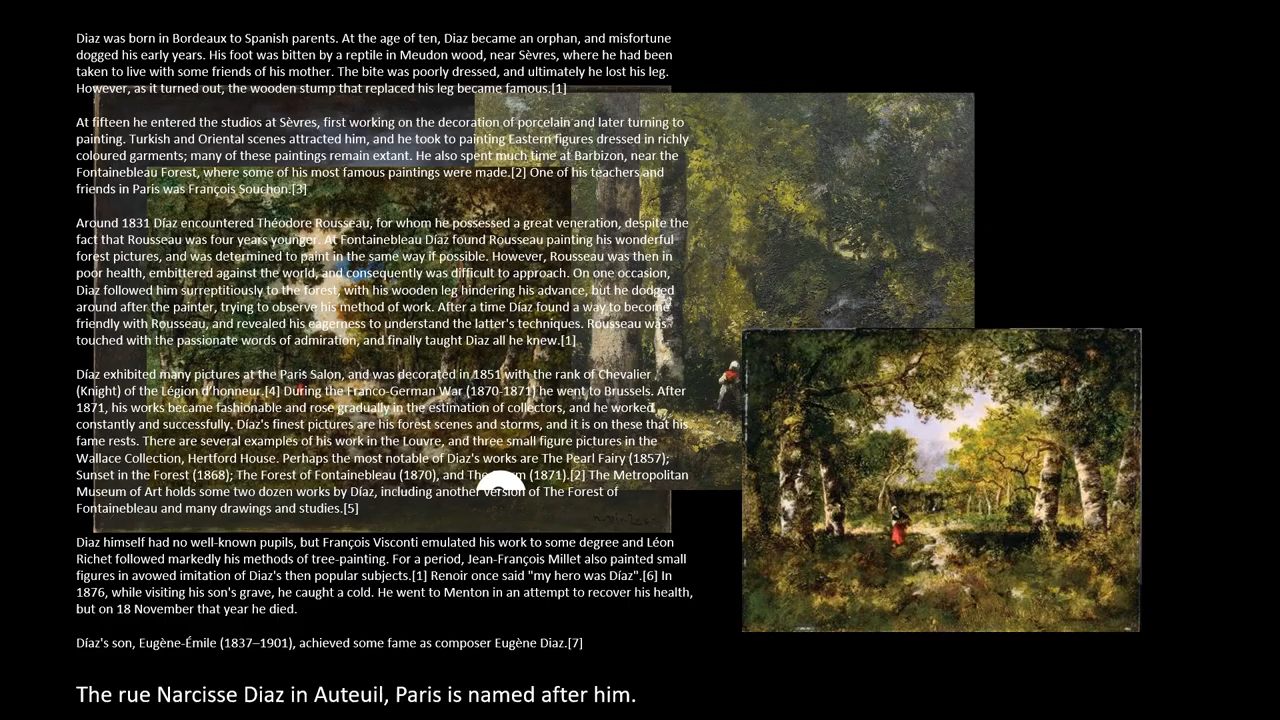 Diaz was born in Bordeaux to Spanish parents. At the age of ten, Diaz became an orphan, and misfortune
dogged his early years. His foot was bitten by a reptile in Meudon wood, near Sèvres, where he had been
taken to live with some friends of his mother. The bite was poorly dressed, and ultimately he lost his leg.
However, as it turned out, the wooden stump that replaced his leg became famous.[1]
At fifteen he entered the studios at Sèvres, first working on the decoration of porcelain and later turning to
painting. Turkish and Oriental scenes attracted him, and he took to painting Eastern figures dressed in richly
coloured garments; many of these paintings remain extant. He also spent much time at Barbizon, near the
Fontainebleau Forest, where some of his most famous paintings were made.[2] One of his teachers and
friends in Paris was François Souchon.[3]
Around 1831 Díaz encountered Théodore Rousseau, for whom he possessed a great veneration, despite the
fact that Rousseau was four years younger. At Fontainebleau Díaz found Rousseau painting his wonderful
forest pictures, and was determined to paint in the same way if possible. However, Rousseau was then in
poor health, embittered against the world, and consequently was difficult to approach. On one occasion,
Diaz followed him surreptitiously to the forest, with his wooden leg hindering his advance, but he dodged
around after the painter, trying to observe his method of work. After a time Díaz found a way to become
friendly with Rousseau, and revealed his eagerness to understand the latter's techniques. Rousseau was
touched with the passionate words of admiration, and finally taught Diaz all he knew.[1]
Díaz exhibited many pictures at the Paris Salon, and was decorated in 1851 with the rank of Chevalier
(Knight) of the Légion d'honneur.[4] During the Franco-German War (1870-1871) he went to Brussels. After
1871, his works became fashionable and rose gradually in the estimation of collectors, and he worked
constantly and successfully. Díaz's finest pictures are his forest scenes and storms, and it is on these that his
fame rests. There are several examples of his work in the Louvre, and three small figure pictures in the
Wallace Collection, Hertford House. Perhaps the most notable of Diaz's works are The Pearl Fairy (1857);
Sunset in the Forest (1868); The Forest of Fontainebleau (1870), and The (1871).[2] The Metropolitan
Museum of Art holds some two dozen works by Díaz, including another version of The Forest of
Fontainebleau and many drawings and studies.[5]
Diaz himself had no well-known pupils, but François Visconti emulated his work to some degree and Léon
Richet followed markedly his methods of tree-painting. For a period, Jean-François Millet also painted small
figures in avowed imitation of Diaz's then popular subjects.[1] Renoir once said "my hero was Díaz".[6] In
1876, while visiting his son's grave, he caught a cold. He went to Menton in an attempt to recover his health,
but on 18 November that year he died.
Díaz's son, Eugène-Émile (1837–1901), achieved some fame as composer Eugène Diaz.[7]
The rue Narcisse Diaz in Auteuil, Paris is named after him.